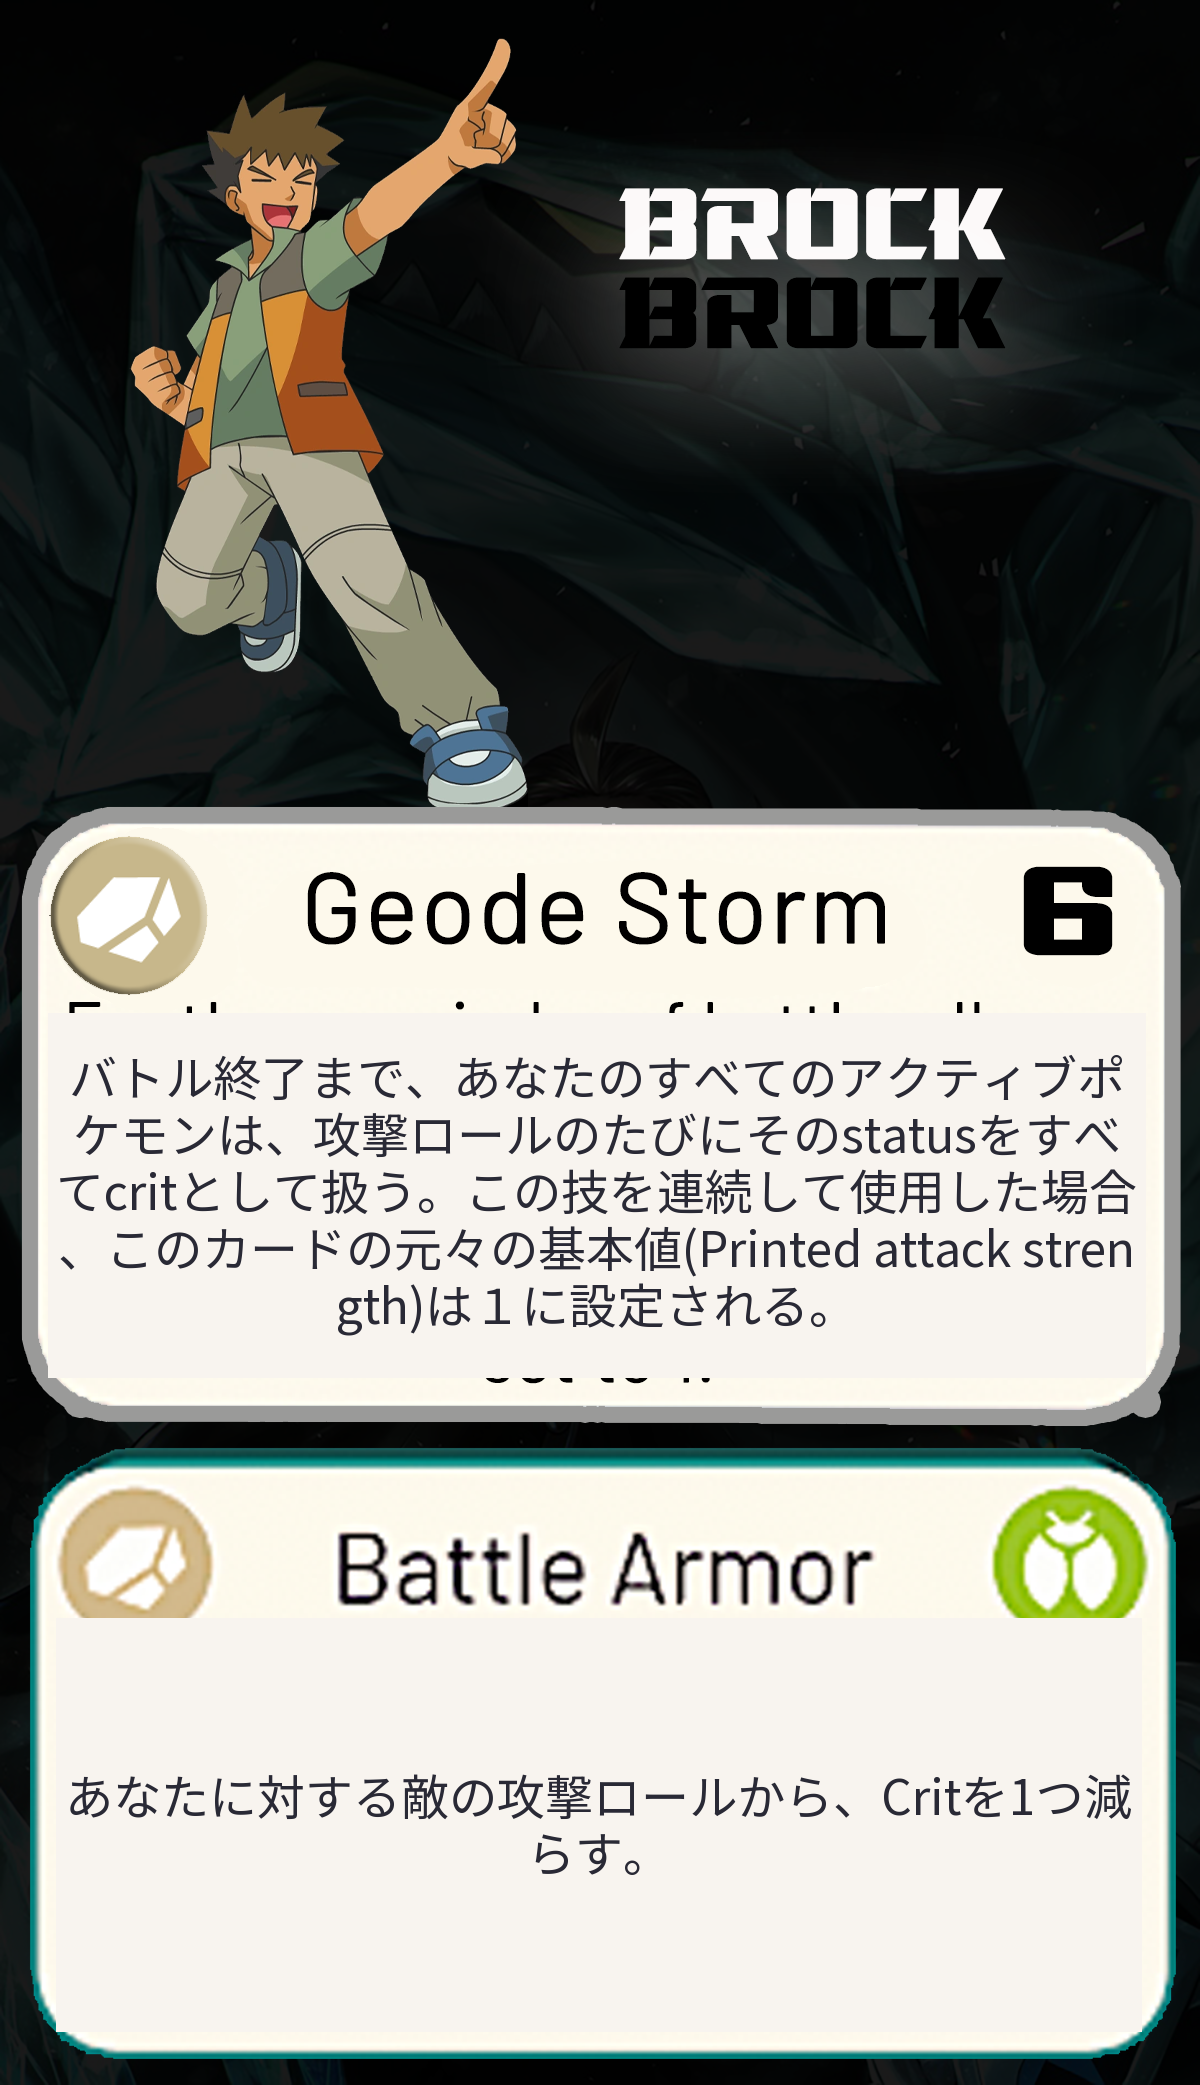 BROCK
BROCK
Geode Storm 6
バトル終了まで、あなたのすべてのアクティブポ
ケモンは、攻撃ロールのたびにそのstatusをすべ
てcritとして扱う。この技を連続して使用した場合
、このカードの元々の基本値(Printed attack stren
gth)は１に設定される。
Battle Armor
あなたに対する敵の攻撃ロールから、Critを1つ減
らす。